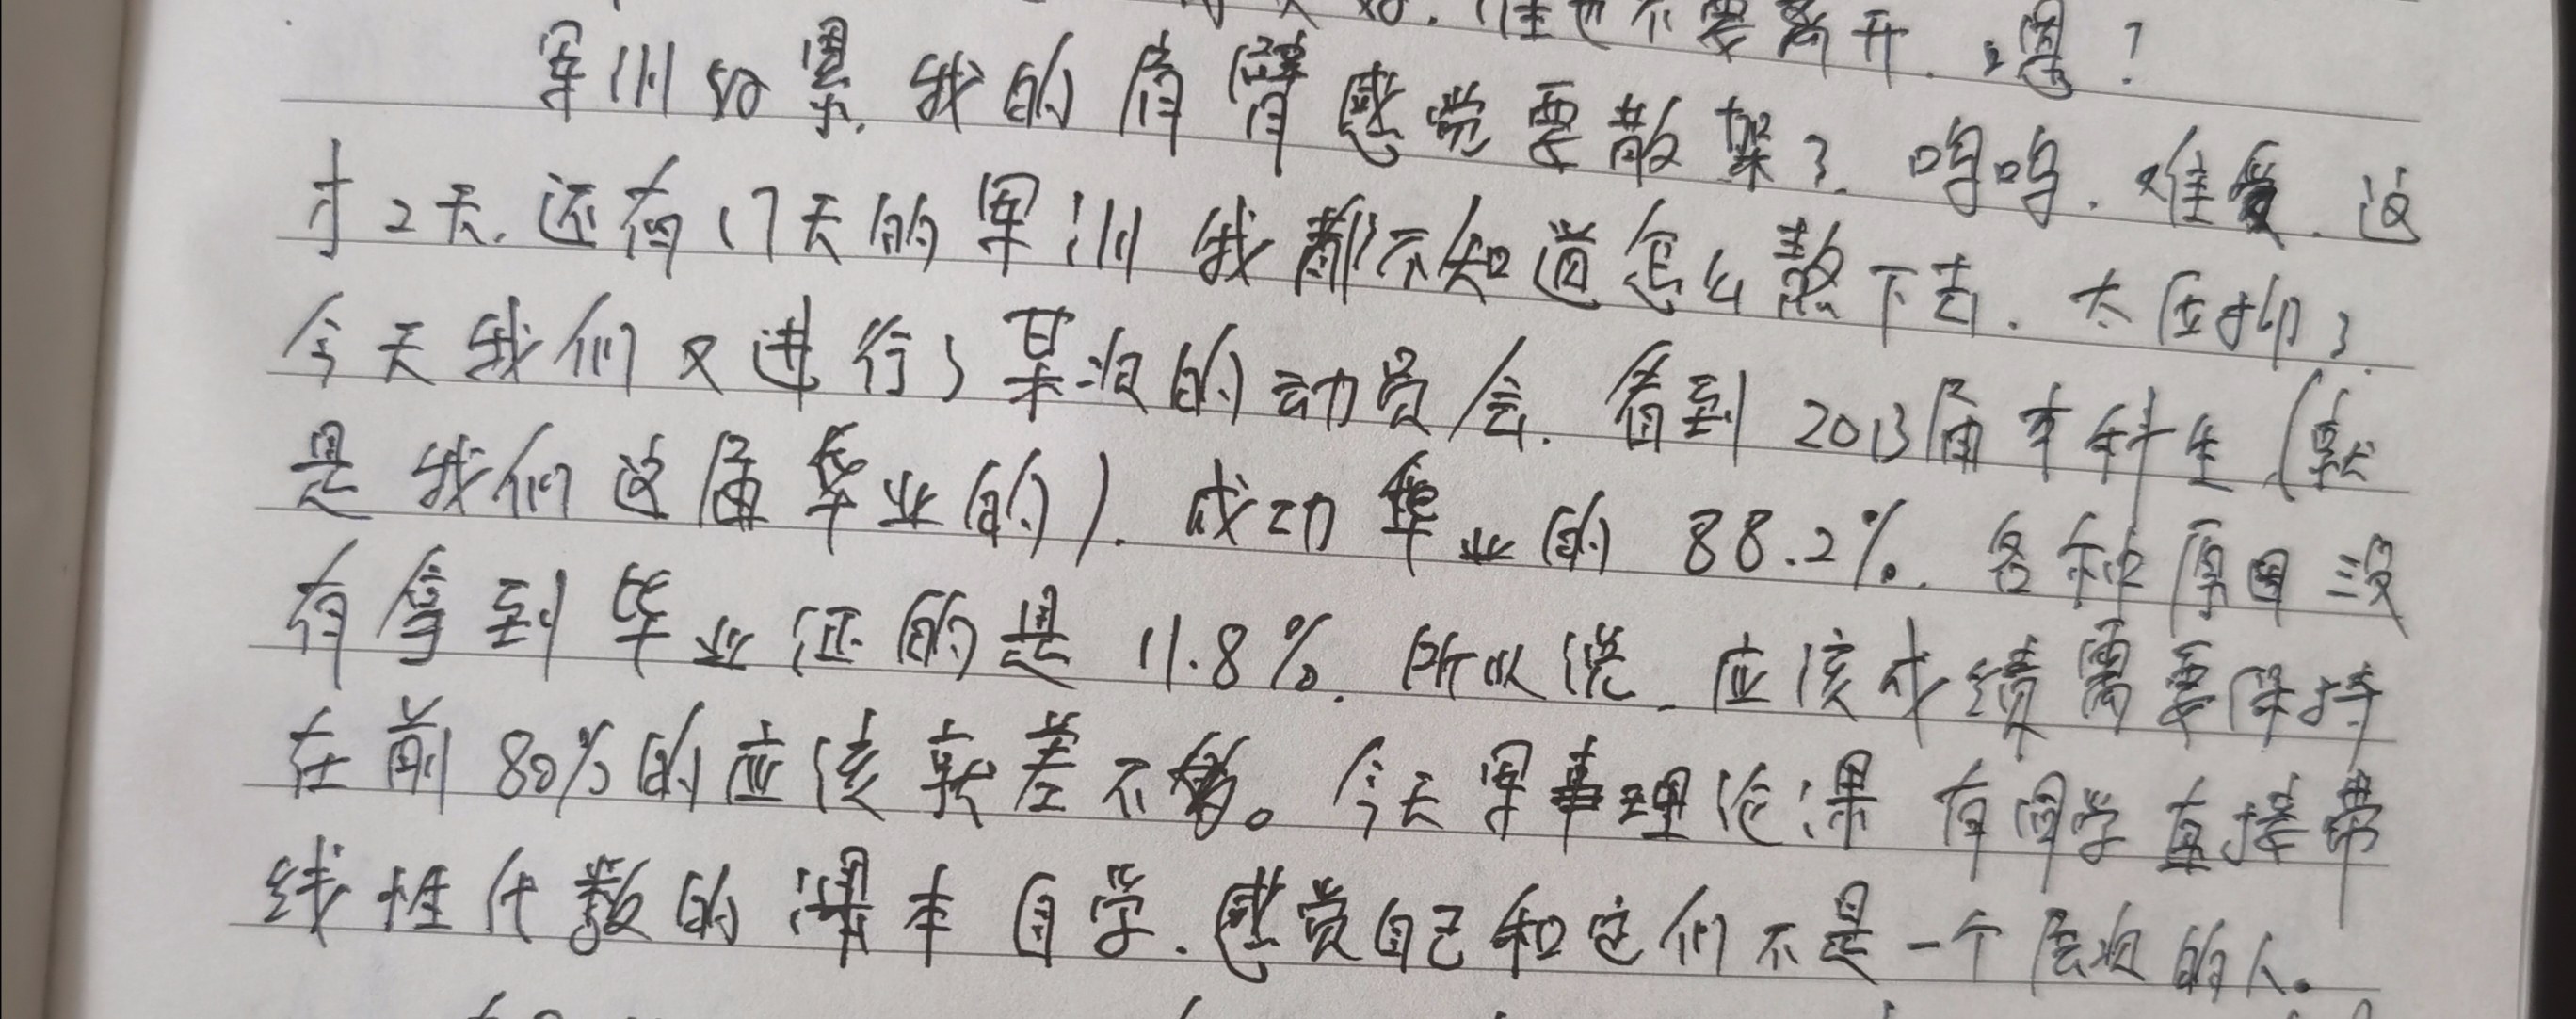 谁也不要离开.嗯?
军训好累.我的肩臂感觉要散架了.呜呜.难受.这
才2天.还有17天的军训我都不知道怎么熬下去.太压抑了.
今天我们又进行了某次的动员会.看到2013届本科生(就
是我们这届毕业的).成功毕业的88.2%.各种原因没
有拿到毕业证的是11.8%.所以说.应该成绩需要保持
在前80%的应该就差不多。今天军事理论课有同学直接带
线性代数的课本自学.感觉自己和它们不是一个层次的人。